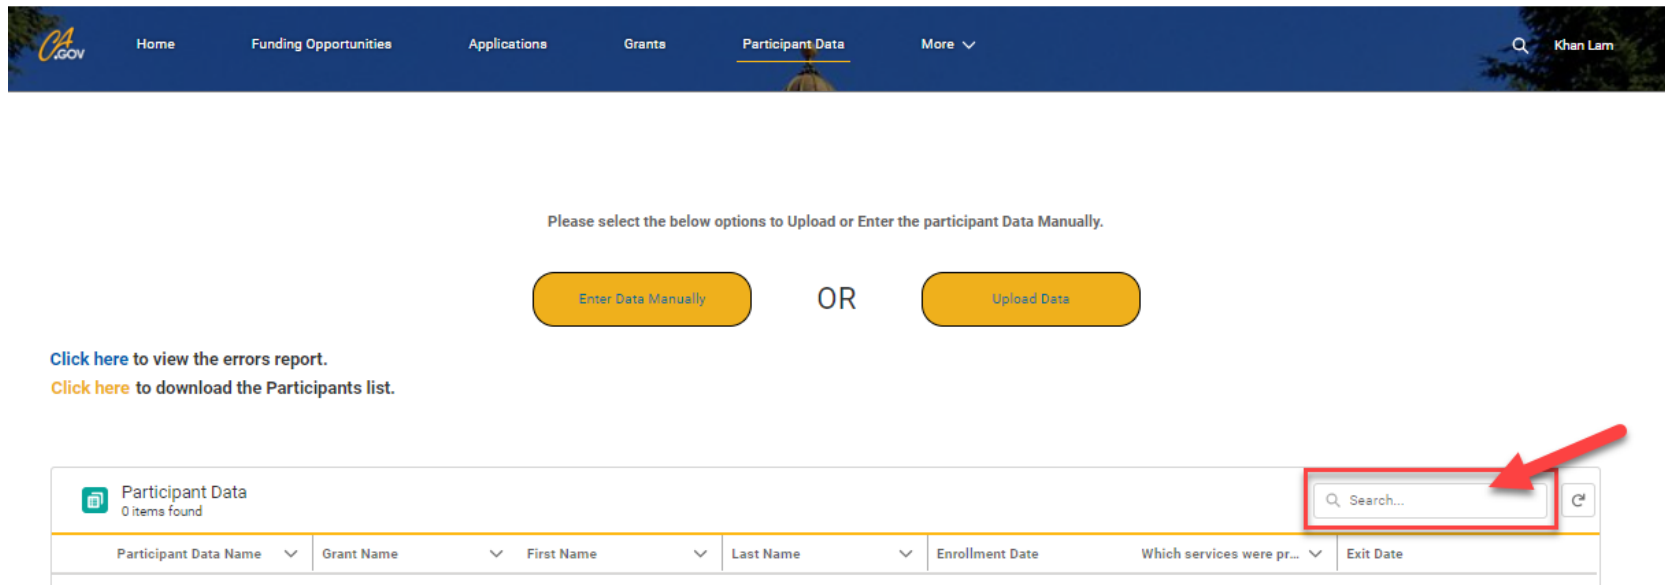 CA.GOV Home Funding Opportunities Applications Grants Participant Data More Khan Lam
Please select the below options to Upload or Enter the participant Data Manually.
Enter Data Manually OR Upload Data
Click here to view the errors report.
Click here to download the Participants list.
Participant Data
0 items found
Search...
Participant Data Name Grant Name First Name Last Name Enrollment Date Which services were pr... Exit Date